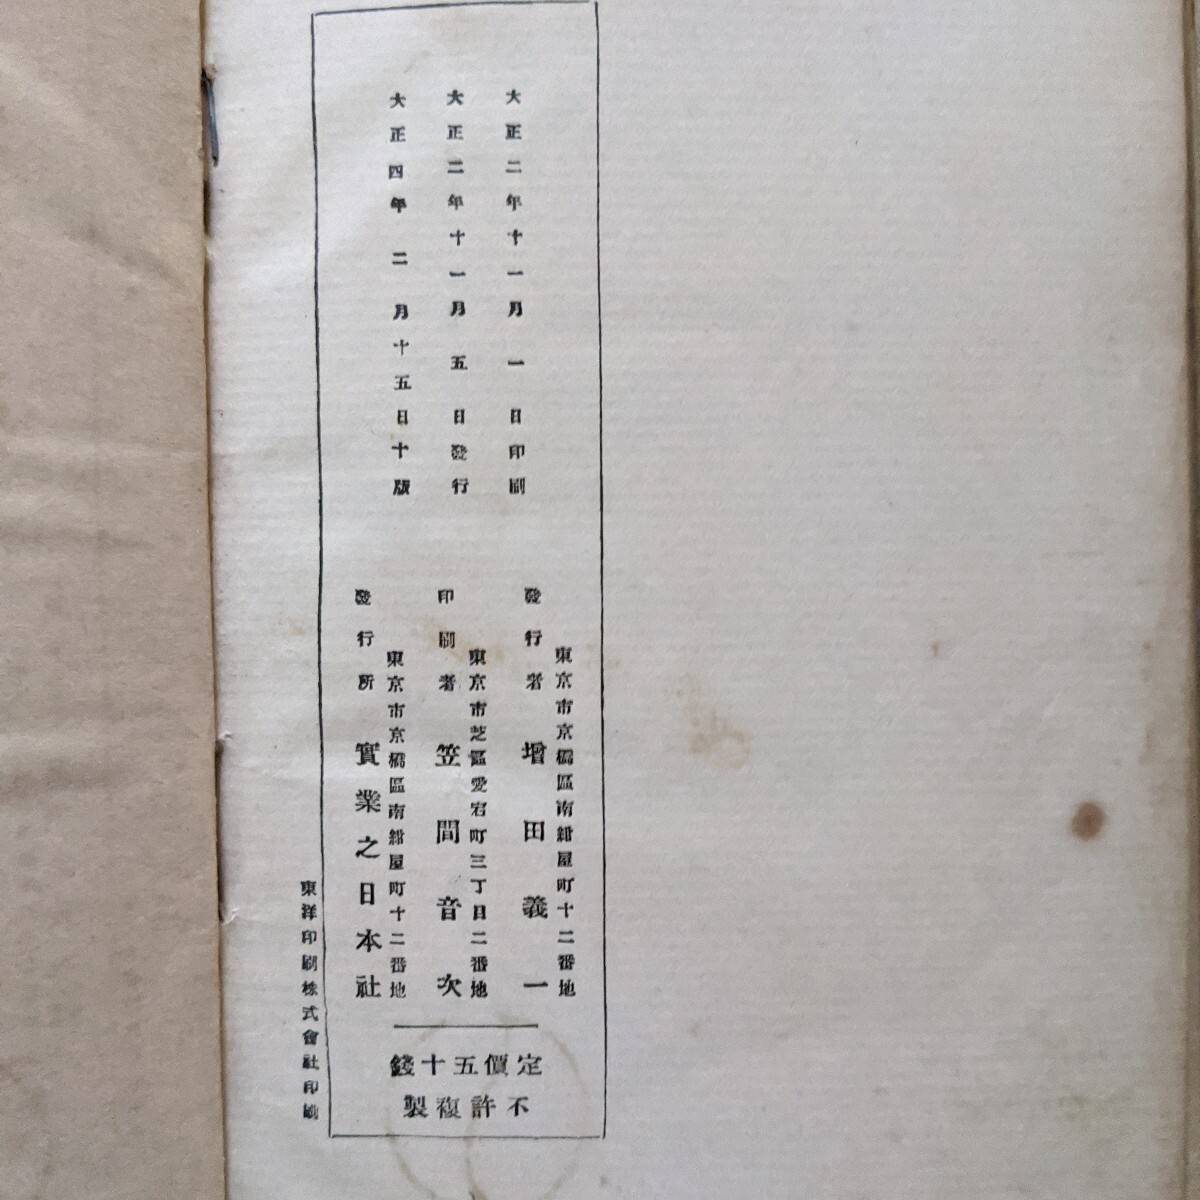 大正二年十一月一日印刷
大正二年十一月五日發行
大正四年二月十五日十版
東京市京橋區南紺屋町十二番地
發行者 增田義一
東京市芝區愛宕町三丁目二番地
印刷者 笠間音次
東京市京橋區南紺屋町十二番地
發行所 實業之日本社
定價五十錢
不許複製
東洋印刷株式會社印刷